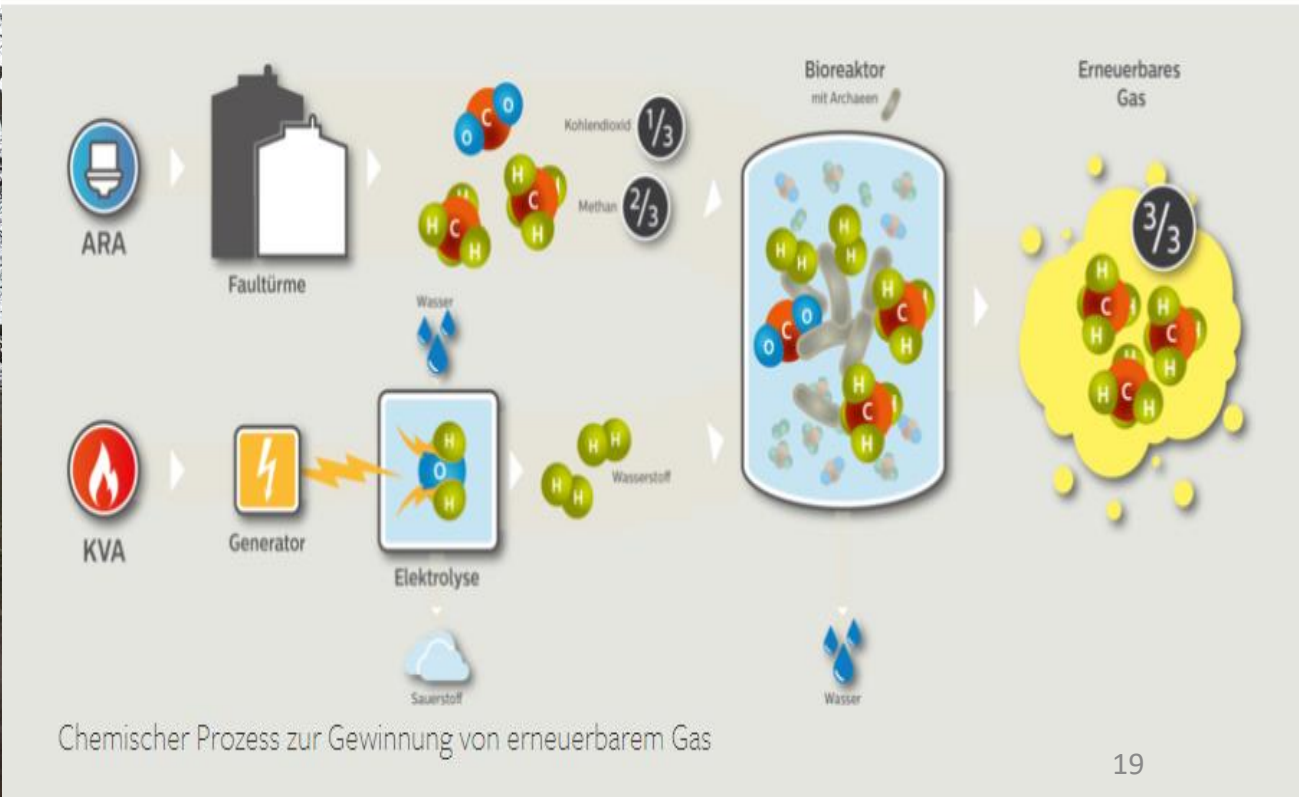 ARA
Faultürme
Kohlendioxid
1/3
Methan
2/3
O
C
O
H
H
C
H
H
C
H
Bioreaktor
mit Archaeen
H
H
H
H
O
C
O
H
C
H
H
C
H
Erneuerbares
Gas
3/3
H
C
H
H
H
C
H
H
H
C
H
KVA
Generator
Wasser
H
O
H
Elektrolyse
Sauerstoff
H
H
H
H
Wasserstoff
Wasser
Chemischer Prozess zur Gewinnung von erneuerbarem Gas
19